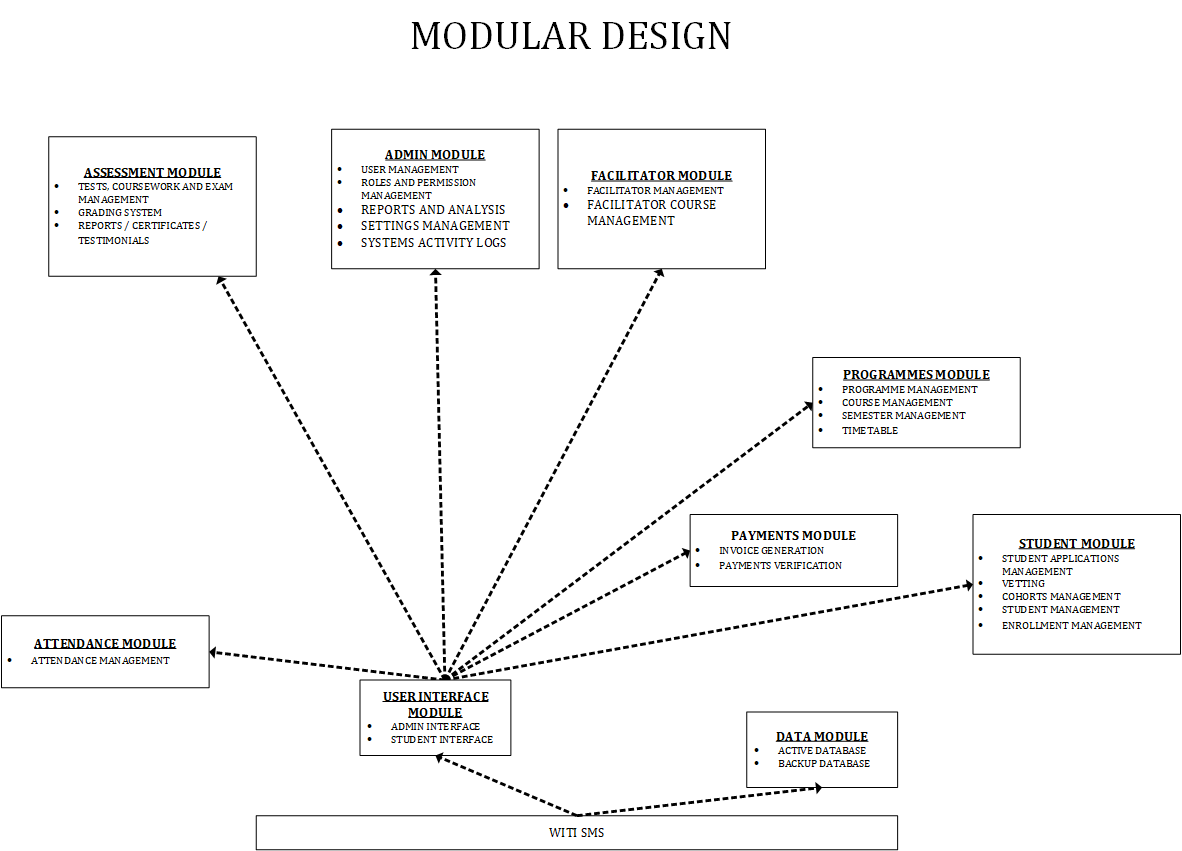 MODULAR DESIGN
ASSESSMENT MODULE
• TESTS, COURSEWORK AND EXAM
MANAGEMENT
• GRADING SYSTEM
• REPORTS / CERTIFICATES /
TESTIMONIALS
ADMIN MODULE
• USER MANAGEMENT
• ROLES AND PERMISSION
MANAGEMENT
• REPORTS AND ANALYSIS
• SETTINGS MANAGEMENT
• SYSTEMS ACTIVITY LOGS
FACILITATOR MODULE
• FACILITATOR MANAGEMENT
• FACILITATOR COURSE
MANAGEMENT
PROGRAMMES MODULE
• PROGRAMME MANAGEMENT
• COURSE MANAGEMENT
• SEMESTER MANAGEMENT
• TIMETABLE
PAYMENTS MODULE
• INVOICE GENERATION
• PAYMENTS VERIFICATION
STUDENT MODULE
• STUDENT APPLICATIONS
MANAGEMENT
• VETTING
• COHORTS MANAGEMENT
• STUDENT MANAGEMENT
• ENROLLMENT MANAGEMENT
ATTENDANCE MODULE
• ATTENDANCE MANAGEMENT
USER INTERFACE
MODULE
• ADMIN INTERFACE
• STUDENT INTERFACE
DATA MODULE
• ACTIVE DATABASE
• BACKUP DATABASE
WITI SMS